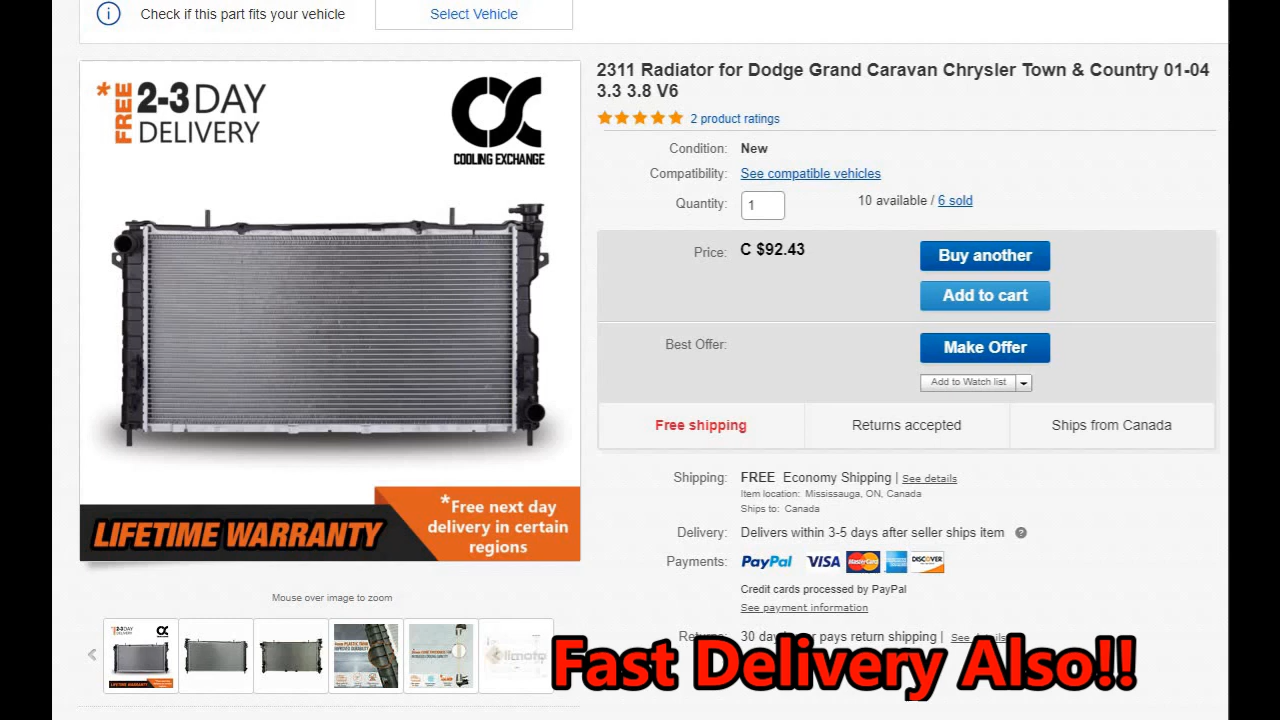 Check if this part fits your vehicle
Select Vehicle
*FREE 2-3 DAY
DELIVERY
COOLING EXCHANGE
LIFETIME WARRANTY
*Free next day
delivery in certain
regions
Mouse over image to zoom
2311 Radiator for Dodge Grand Caravan Chrysler Town & Country 01-04
3.3 3.8 V6
2 product ratings
Condition: New
Compatibility: See compatible vehicles
Quantity: 1 10 available / 6 sold
Price: C $92.43 Buy another
Add to cart
Best Offer: Make Offer
Add to Watch list
Free shipping Returns accepted Ships from Canada
Shipping: FREE Economy Shipping | See details
Item location: Mississauga, ON, Canada
Ships to: Canada
Delivery: Delivers within 3-5 days after seller ships item
Payments: PayPal VISA MasterCard DISCOVER
Credit cards processed by PayPal
See payment information
30 day pays return shipping |
Fast Delivery Also!!